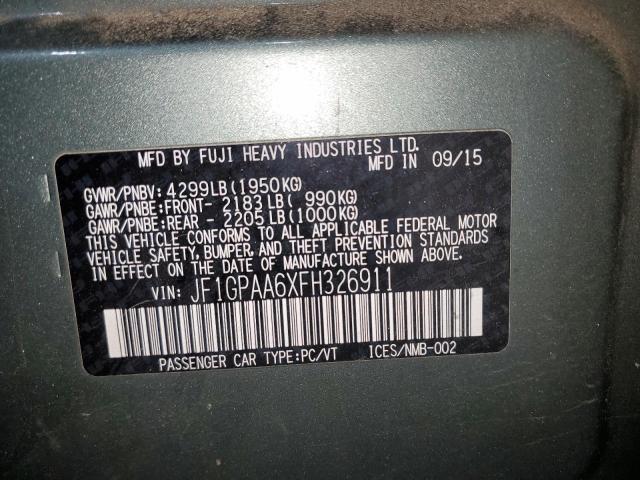 MFD BY FUJI HEAVY INDUSTRIES LTD.
MFD IN 09/15
GVWR/PNBV: 4299LB(1950KG)
GAWR/PNBE:FRONT- 2183LB( 990KG)
GAWR/PNBE:REAR - 2205LB(1000KG)
THIS VEHICLE CONFORMS TO ALL APPLICABLE FEDERAL MOTOR
VEHICLE SAFETY, BUMPER, AND THEFT PREVENTION STANDARDS
IN EFFECT ON THE DATE OF MANUFACTURE SHOWN ABOVE.
VIN: JF1GPAA6XFH326911
PASSENGER CAR TYPE:PC/VT ICES/NMB-002